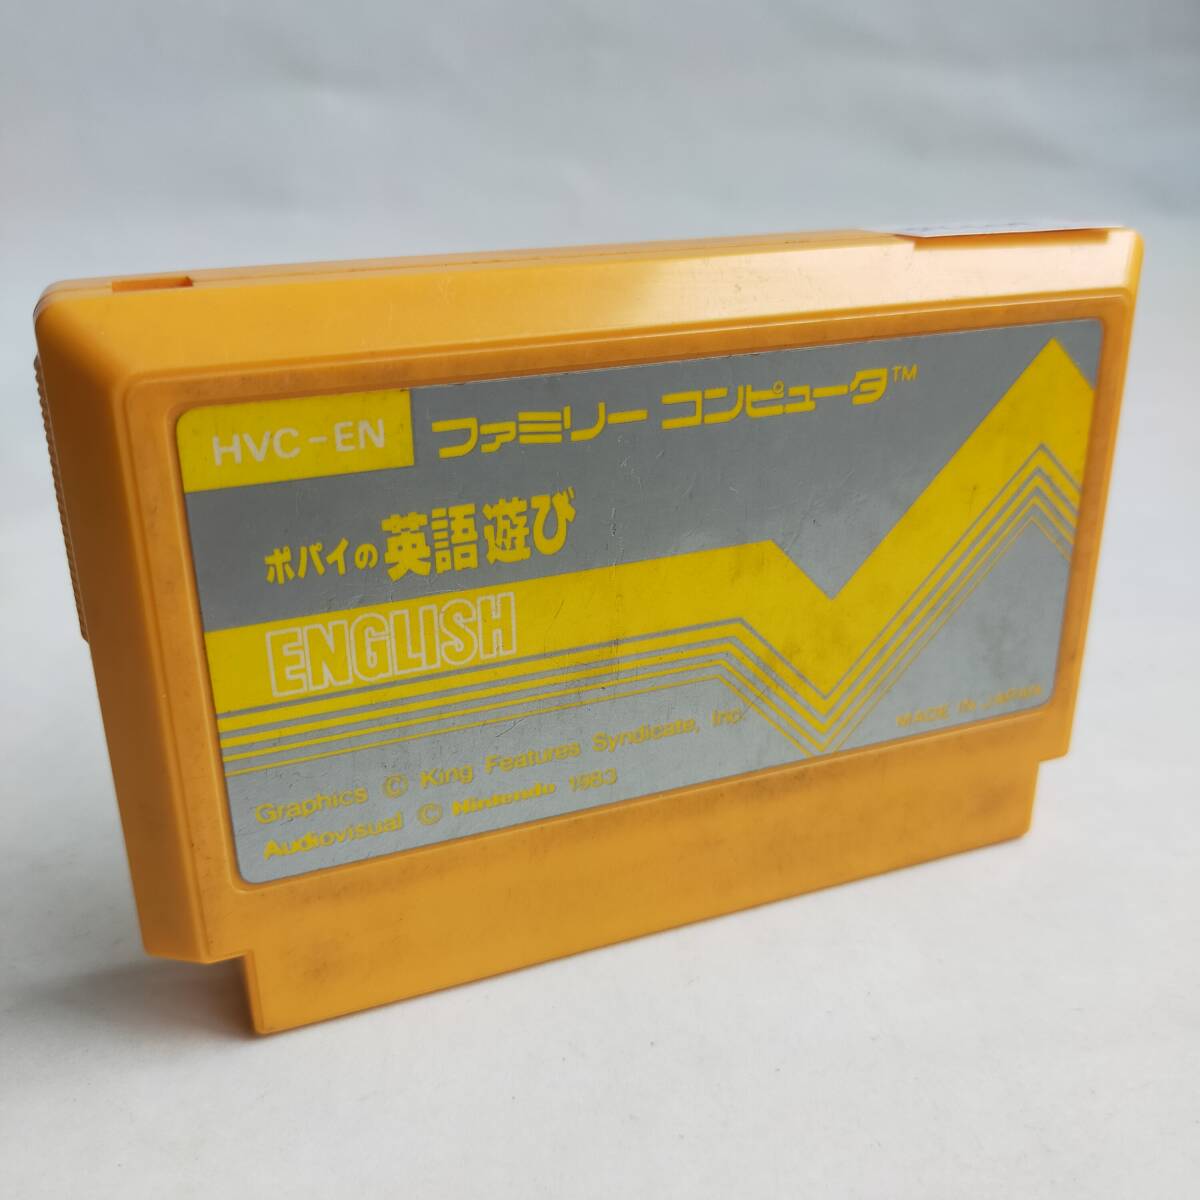 HVC-EN
ファミリー コンピュータ™
ポパイの英語遊び
ENGLISH
Graphics © King Features Syndicate, Inc.
Audiovisual © Nintendo 1983
MADE IN JAPAN